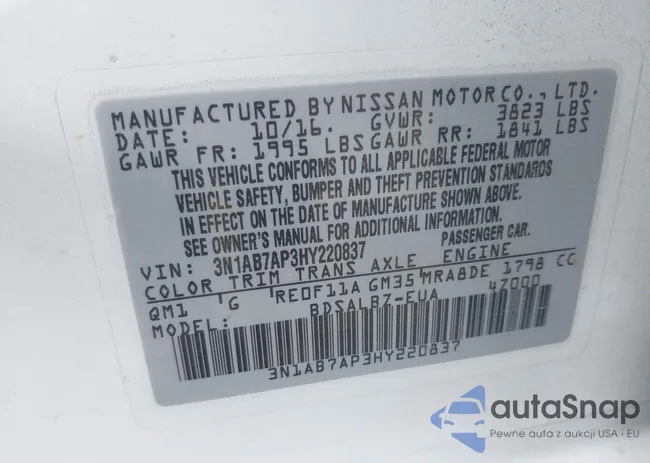 MANUFACTURED BY NISSAN MOTOR CO., LTD.
DATE: 10/16. GVWR: 3823 LBS
GAWR FR: 1995 LBS GAWR RR: 1841 LBS
THIS VEHICLE CONFORMS TO ALL APPLICABLE FEDERAL MOTOR
VEHICLE SAFETY, BUMPER AND THEFT PREVENTION STANDARDS
IN EFFECT ON THE DATE OF MANUFACTURE SHOWN ABOVE.
SEE OWNER'S MANUAL FOR ADDITIONAL INFORMATION.
VIN: 3N1AB7AP3HY220837 PASSENGER CAR.
COLOR TRIM TRANS AXLE ENGINE
QM1 G RE0F11A GM35 MRA8DE 1798 CC
MODEL: BDSALBZ-EUA 47000
3N1AB7AP3HY220837
autaSnap
Pewne auta z aukcji USA i EU